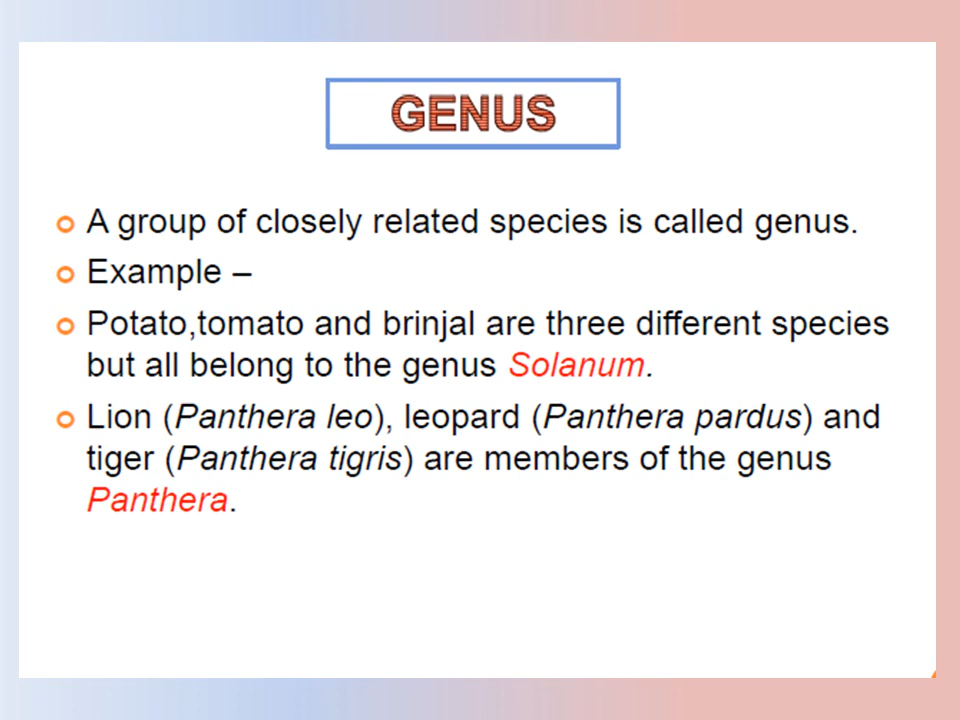 GENUS
A group of closely related species is called genus.
Example –
Potato,tomato and brinjal are three different species
but all belong to the genus Solanum.
Lion (Panthera leo), leopard (Panthera pardus) and
tiger (Panthera tigris) are members of the genus
Panthera.